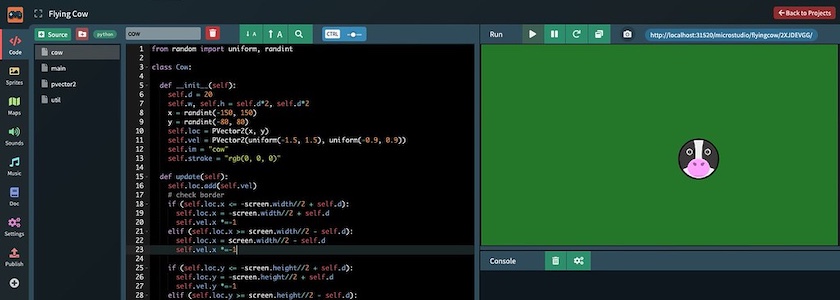 Flying Cow
Back to Projects
Code
Sprites
Maps
Sounds
Music
Doc
Settings
Publish
Source
python
cow
main
pvector2
util
cow
CTRL
1 from random import uniform, randint
2
3 class Cow:
4
5 def __init__(self):
6 self.d = 20
7 self.w, self.h = self.d*2, self.d*2
8 x = randint(-150, 150)
9 y = randint(-80, 80)
10 self.loc = PVector2(x, y)
11 self.vel = PVector2(uniform(-1.5, 1.5), uniform(-0.9, 0.9))
12 self.im = "cow"
13 self.stroke = "rgb(0, 0, 0)"
14
15 def update(self):
16 self.loc.add(self.vel)
17 # check border
18 if (self.loc.x <= -screen.width//2 + self.d):
19 self.loc.x = -screen.width//2 + self.d
20 self.vel.x *=-1
21 elif (self.loc.x >= screen.width//2 - self.d):
22 self.loc.x = screen.width//2 - self.d
23 self.vel.x *=-1
24
25 if (self.loc.y <= -screen.height//2 + self.d):
26 self.loc.y = -screen.height//2 + self.d
27 self.vel.y *=-1
28 elif (self.loc.y >= screen.height//2 - self.d):
Run
http://localhost:31520/microstudio/flyingcow/2XJDEVGG/
Console